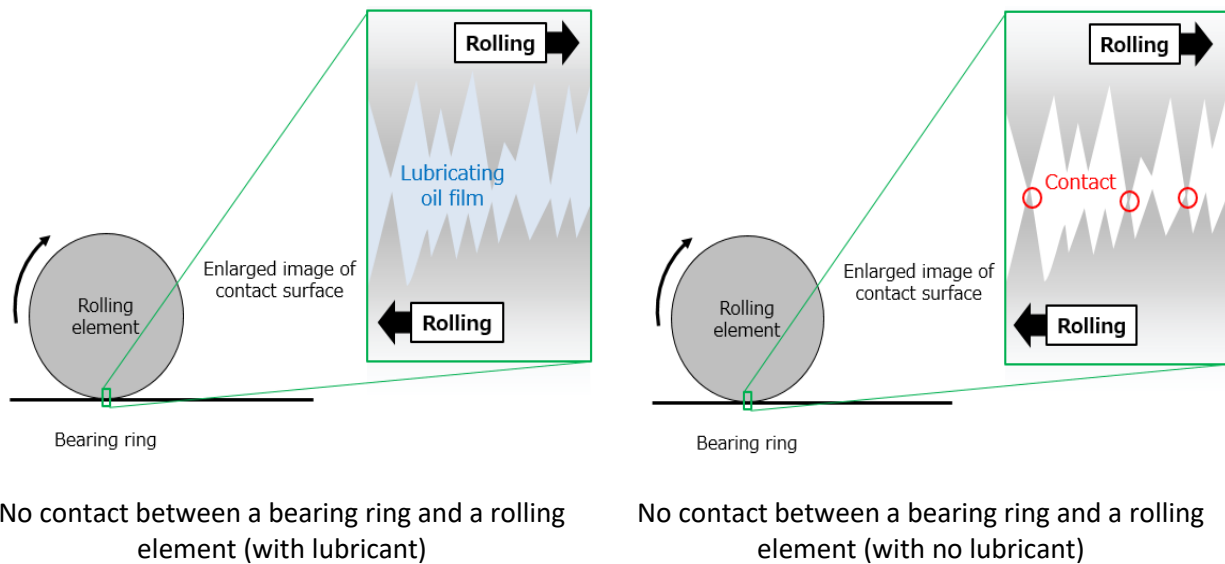 Rolling
Lubricating
oil film
Enlarged image of
contact surface
Rolling
element
Rolling
Bearing ring
No contact between a bearing ring and a rolling
element (with lubricant)
Rolling
Contact
Enlarged image of
contact surface
Rolling
element
Rolling
Bearing ring
No contact between a bearing ring and a rolling
element (with no lubricant)